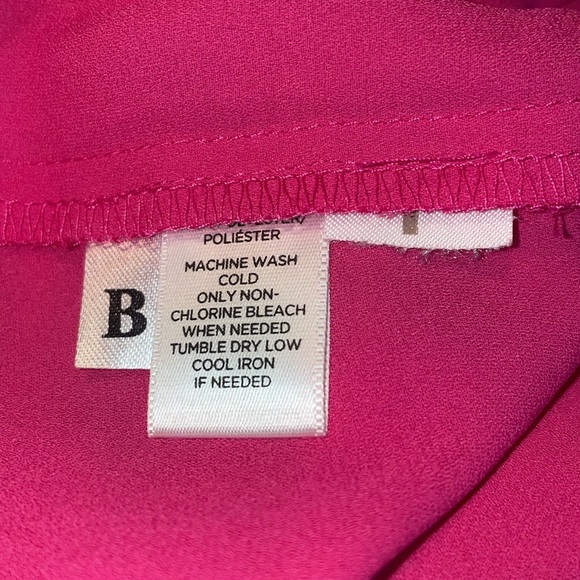 POLIÉSTER
MACHINE WASH
COLD
ONLY NON-
CHLORINE BLEACH
WHEN NEEDED
TUMBLE DRY LOW
COOL IRON
IF NEEDED
B